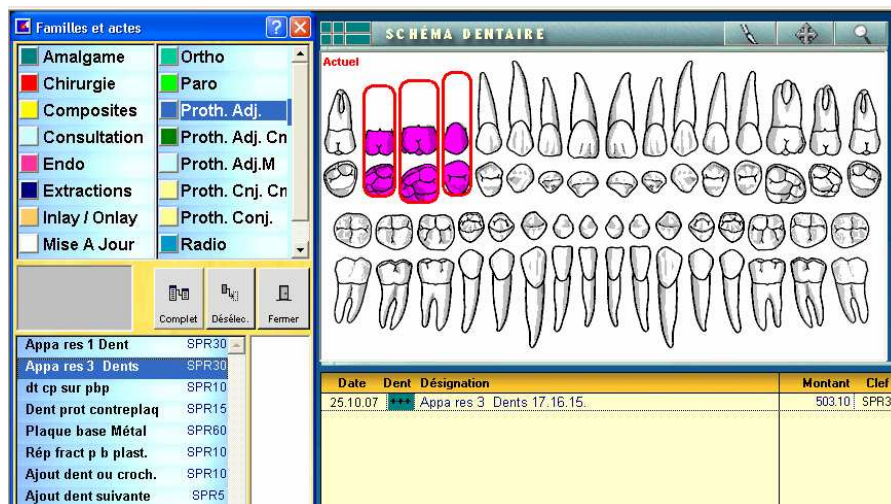 Familles et actes
Amalgame
Chirurgie
Composites
Consultation
Endo
Extractions
Inlay / Onlay
Mise A Jour
Ortho
Paro
Proth. Adj.
Proth. Adj. Cn
Proth. Adj.M
Proth. Cnj. Cn
Proth. Conj.
Radio
Complet
Désélec.
Fermer
Appa res 1 Dent SPR30
Appa res 3 Dents SPR30
dt cp sur pbp SPR10
Dent prot contreplaq SPR15
Plaque base Métal SPR60
Rép fract p b plast. SPR10
Ajout dent ou croch. SPR10
Ajout dent suivante SPR5
SCHÉMA DENTAIRE
Actuel
Date Dent Désignation Montant Clef
25.10.07 +++ Appa res 3 Dents 17.16.15. 503.10 SPR3